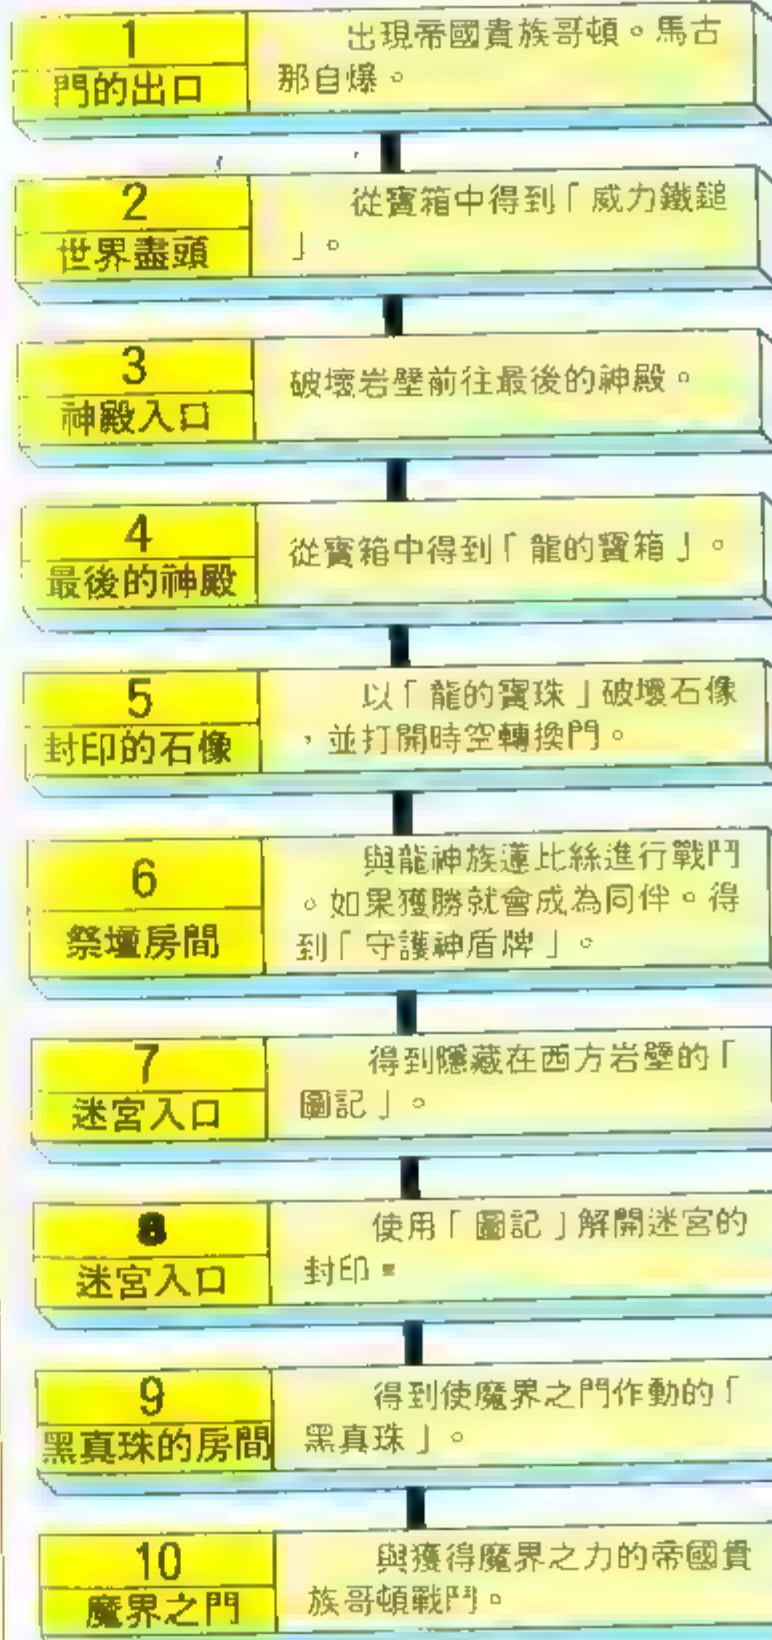 1
門的出口
出現帝國貴族哥頓。馬古
那自爆。
2
世界盡頭
從寶箱中得到「威力鐵鎚
」。
3
神殿入口
破壞岩壁前往最後的神殿。
4
最後的神殿
從寶箱中得到「龍的寶箱」。
5
封印的石像
以「龍的寶珠」破壞石像
，並打開時空轉換門。
6
祭壇房間
與龍神族蓮比絲進行戰鬥
。如果獲勝就會成為同伴。得
到「守護神盾牌」。
7
迷宮入口
得到隱藏在西方岩壁的「
圖記」。
8
迷宮入口
使用「圖記」解開迷宮的
封印。
9
黑真珠的房間
得到使魔界之門作動的「
黑真珠」。
10
魔界之門
與獲得魔界之力的帝國貴
族哥頓戰鬥。